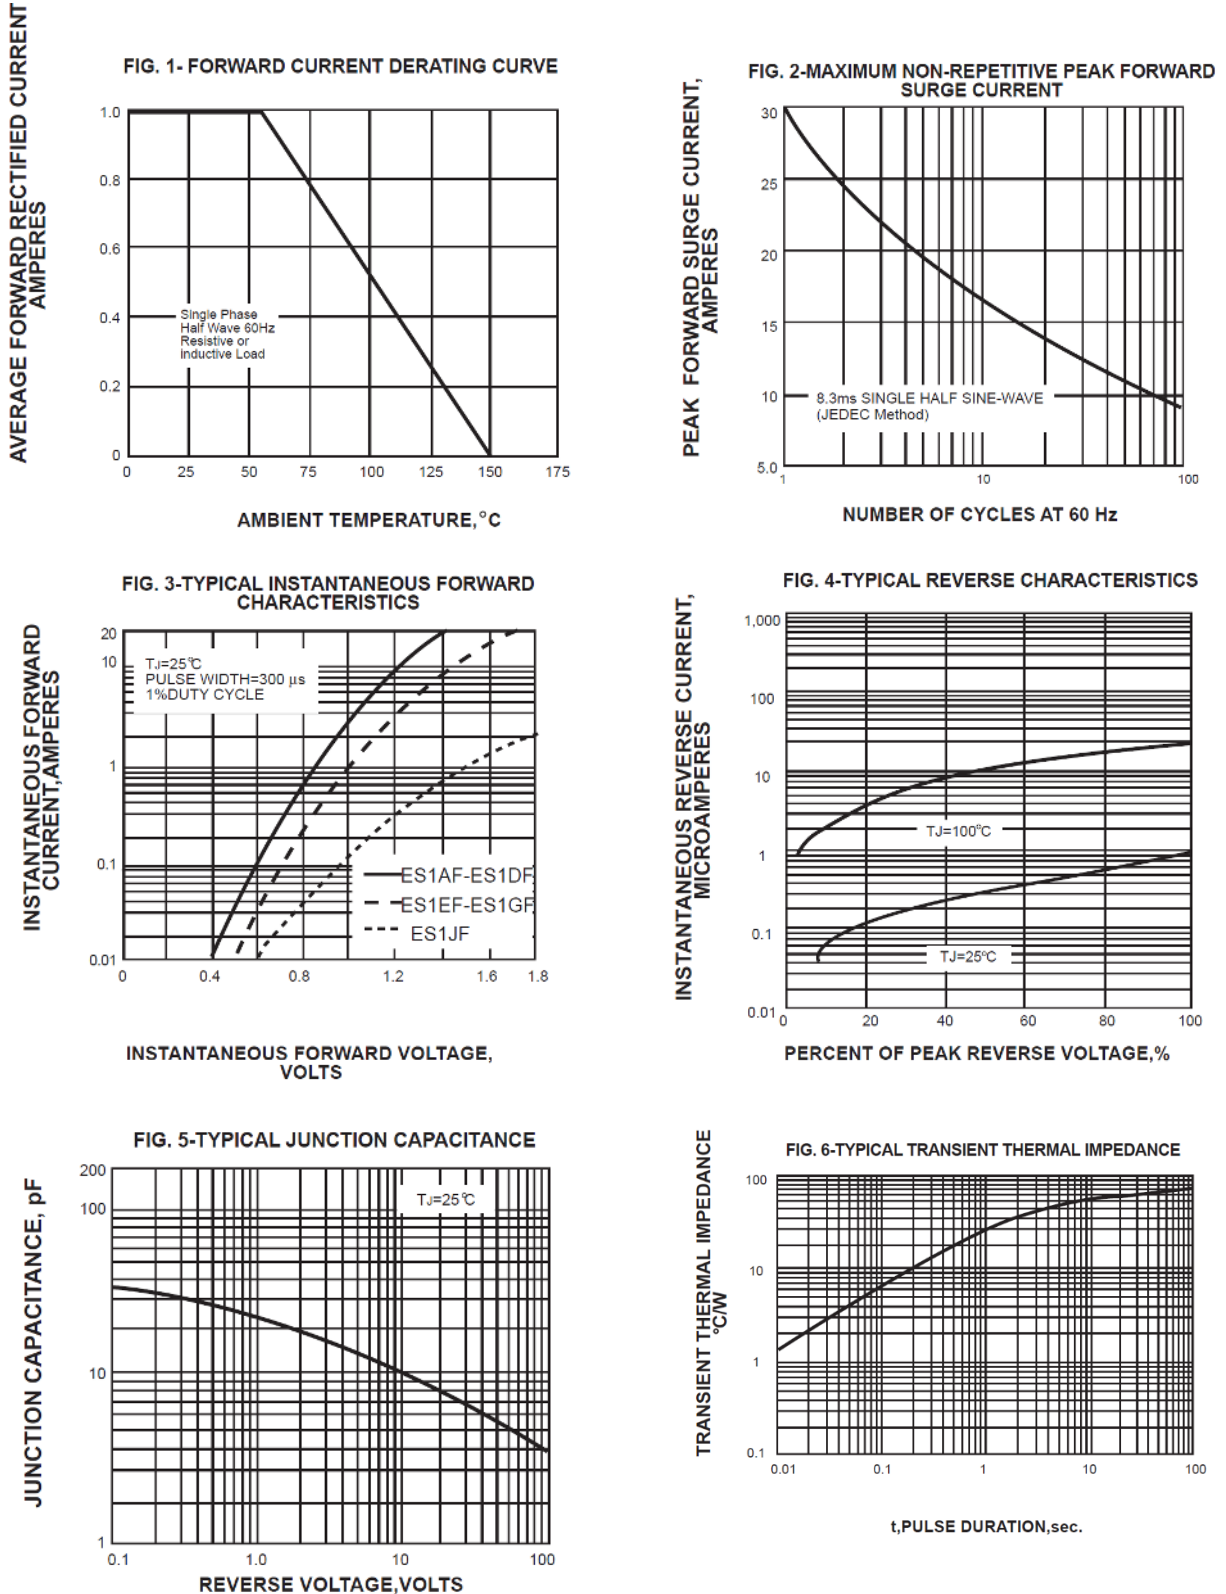 FIG. 1- FORWARD CURRENT DERATING CURVE
AVERAGE FORWARD RECTIFIED CURRENT
AMPERES
1.0
0.8
0.6
0.4
0.2
0
Single Phase
Half Wave 60Hz
Resistive or
inductive Load
0 25 50 75 100 125 150 175
AMBIENT TEMPERATURE,°C
FIG. 2-MAXIMUM NON-REPETITIVE PEAK FORWARD
SURGE CURRENT
PEAK FORWARD SURGE CURRENT,
AMPERES
30
25
20
15
10
5.0
8.3ms SINGLE HALF SINE-WAVE
(JEDEC Method)
1 10 100
NUMBER OF CYCLES AT 60 Hz
FIG. 3-TYPICAL INSTANTANEOUS FORWARD
CHARACTERISTICS
INSTANTANEOUS FORWARD
CURRENT,AMPERES
20
10
1
0.1
0.01
TJ=25℃
PULSE WIDTH=300 μs
1%DUTY CYCLE
ES1AF-ES1DF
ES1EF-ES1GF
ES1JF
0 0.4 0.8 1.2 1.6 1.8
INSTANTANEOUS FORWARD VOLTAGE,
VOLTS
FIG. 4-TYPICAL REVERSE CHARACTERISTICS
INSTANTANEOUS REVERSE CURRENT,
MICROAMPERES
1,000
100
10
1
0.1
0.01
TJ=100℃
TJ=25℃
0 20 40 60 80 100
PERCENT OF PEAK REVERSE VOLTAGE,%
FIG. 5-TYPICAL JUNCTION CAPACITANCE
JUNCTION CAPACITANCE, pF
200
100
10
1
TJ=25℃
0.1 1.0 10 100
REVERSE VOLTAGE,VOLTS
FIG. 6-TYPICAL TRANSIENT THERMAL IMPEDANCE
TRANSIENT THERMAL IMPEDANCE
℃/W
100
10
1
0.1
0.01 0.1 1 10 100
t,PULSE DURATION,sec.